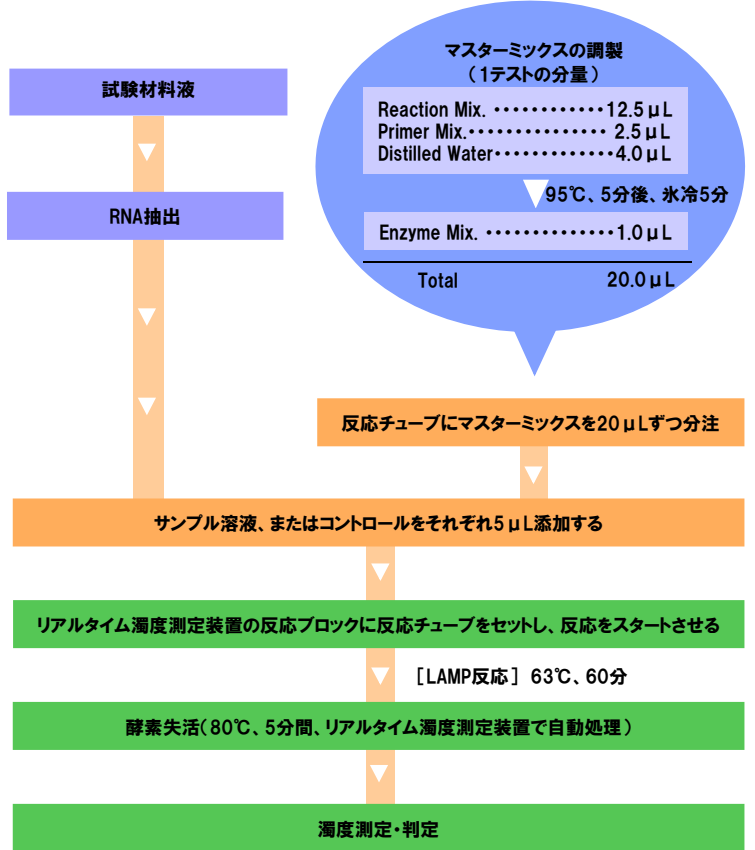 試験材料液
RNA抽出
マスターミックスの調製
(1テストの分量)
Reaction Mix. ････････････12.5μL
Primer Mix.･･････････････ 2.5μL
Distilled Water････････････4.0μL
95℃、5分後、氷冷5分
Enzyme Mix. ･･････････････1.0μL
Total 20.0μL
反応チューブにマスターミックスを20μLずつ分注
サンプル溶液、またはコントロールをそれぞれ5μL添加する
リアルタイム濁度測定装置の反応ブロックに反応チューブをセットし、反応をスタートさせる
[LAMP反応] 63℃、60分
酵素失活(80℃、5分間、リアルタイム濁度測定装置で自動処理)
濁度測定・判定